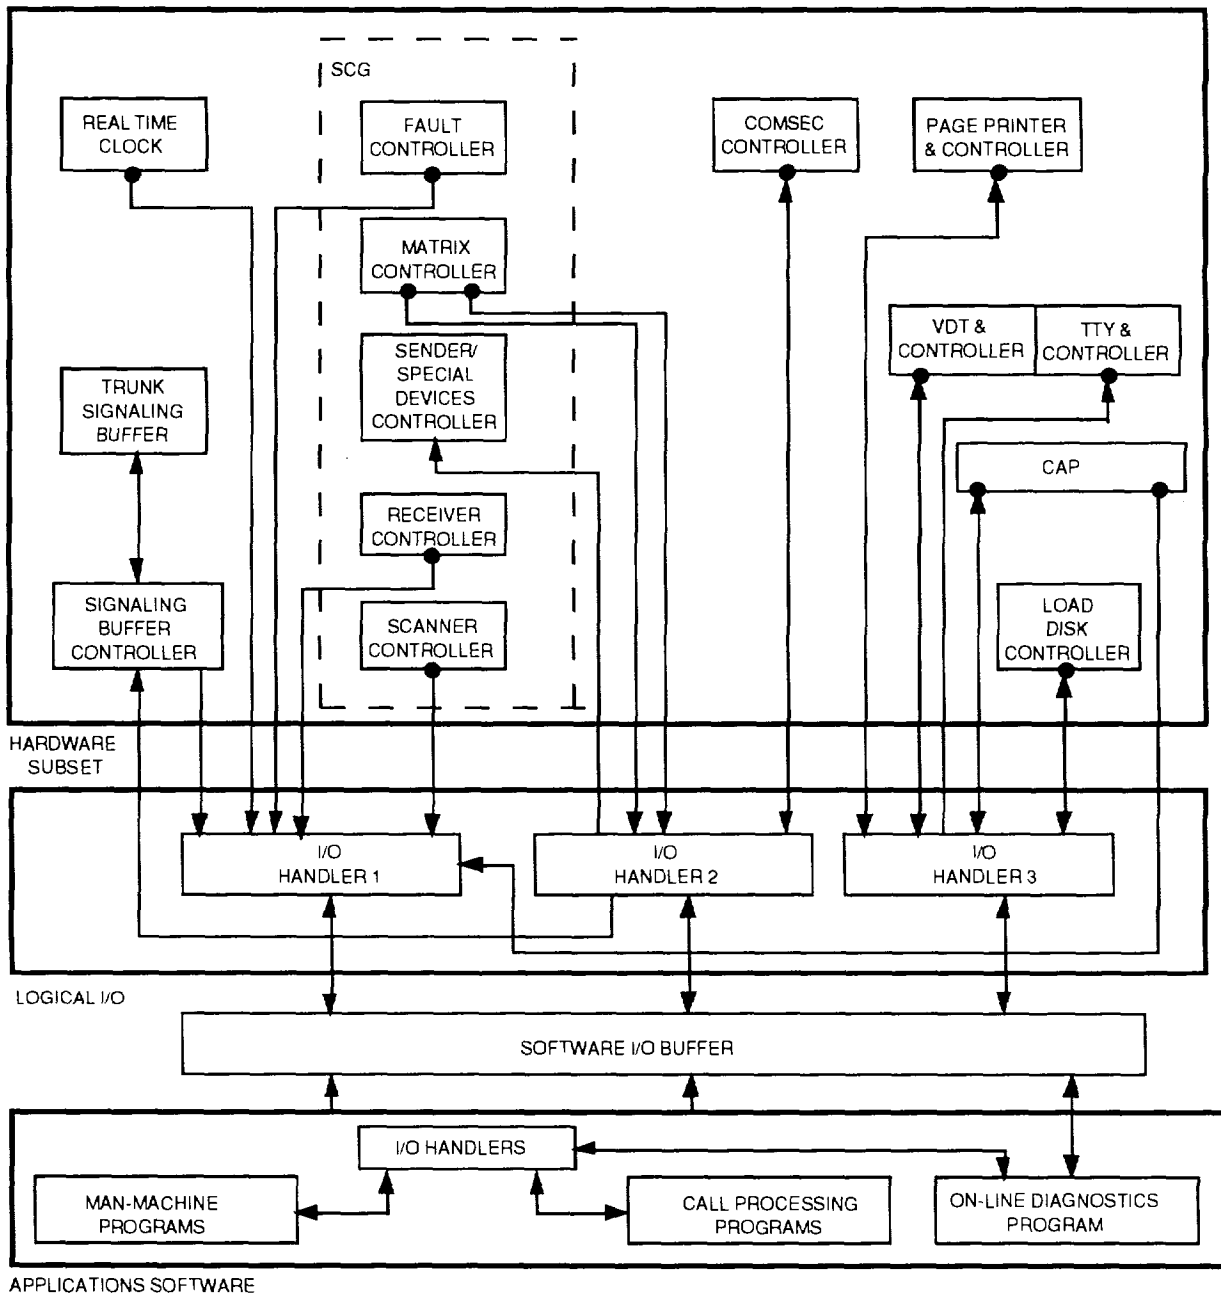 SCG
REAL TIME
CLOCK
FAULT
CONTROLLER
COMSEC
CONTROLLER
PAGE PRINTER
& CONTROLLER
MATRIX
CONTROLLER
VDT &
CONTROLLER
TTY &
CONTROLLER
SENDER/
SPECIAL
DEVICES
CONTROLLER
TRUNK
SIGNALING
BUFFER
CAP
RECEIVER
CONTROLLER
SIGNALING
BUFFER
CONTROLLER
SCANNER
CONTROLLER
LOAD
DISK
CONTROLLER
HARDWARE
SUBSET
I/O
HANDLER 1
I/O
HANDLER 2
I/O
HANDLER 3
LOGICAL I/O
SOFTWARE I/O BUFFER
I/O HANDLERS
MAN-MACHINE
PROGRAMS
CALL PROCESSING
PROGRAMS
ON-LINE DIAGNOSTICS
PROGRAM
APPLICATIONS SOFTWARE